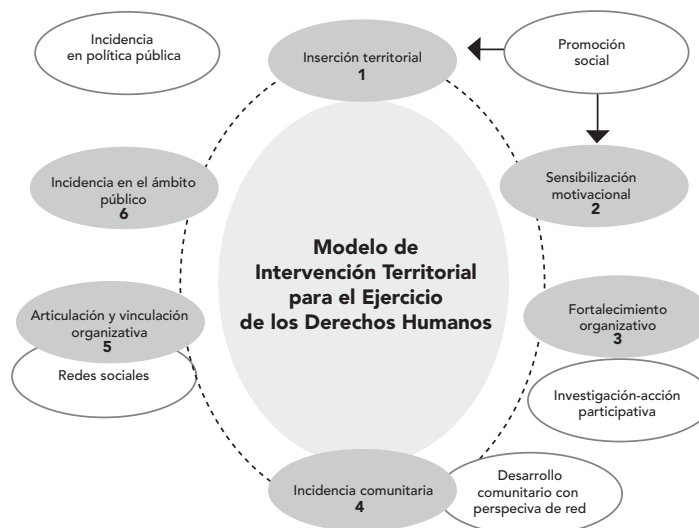 Incidencia
en política pública
Inserción territorial
1
Promoción
social
Sensibilización
motivacional
2
Fortalecimiento
organizativo
3
Investigación-acción
participativa
Desarrollo
comunitario con
perspeciva de red
Incidencia comunitaria
4
Articulación y vinculación
organizativa
5
Redes sociales
Incidencia en el ámbito
público
6
Modelo de
Intervención Territorial
para el Ejercicio
de los Derechos Humanos